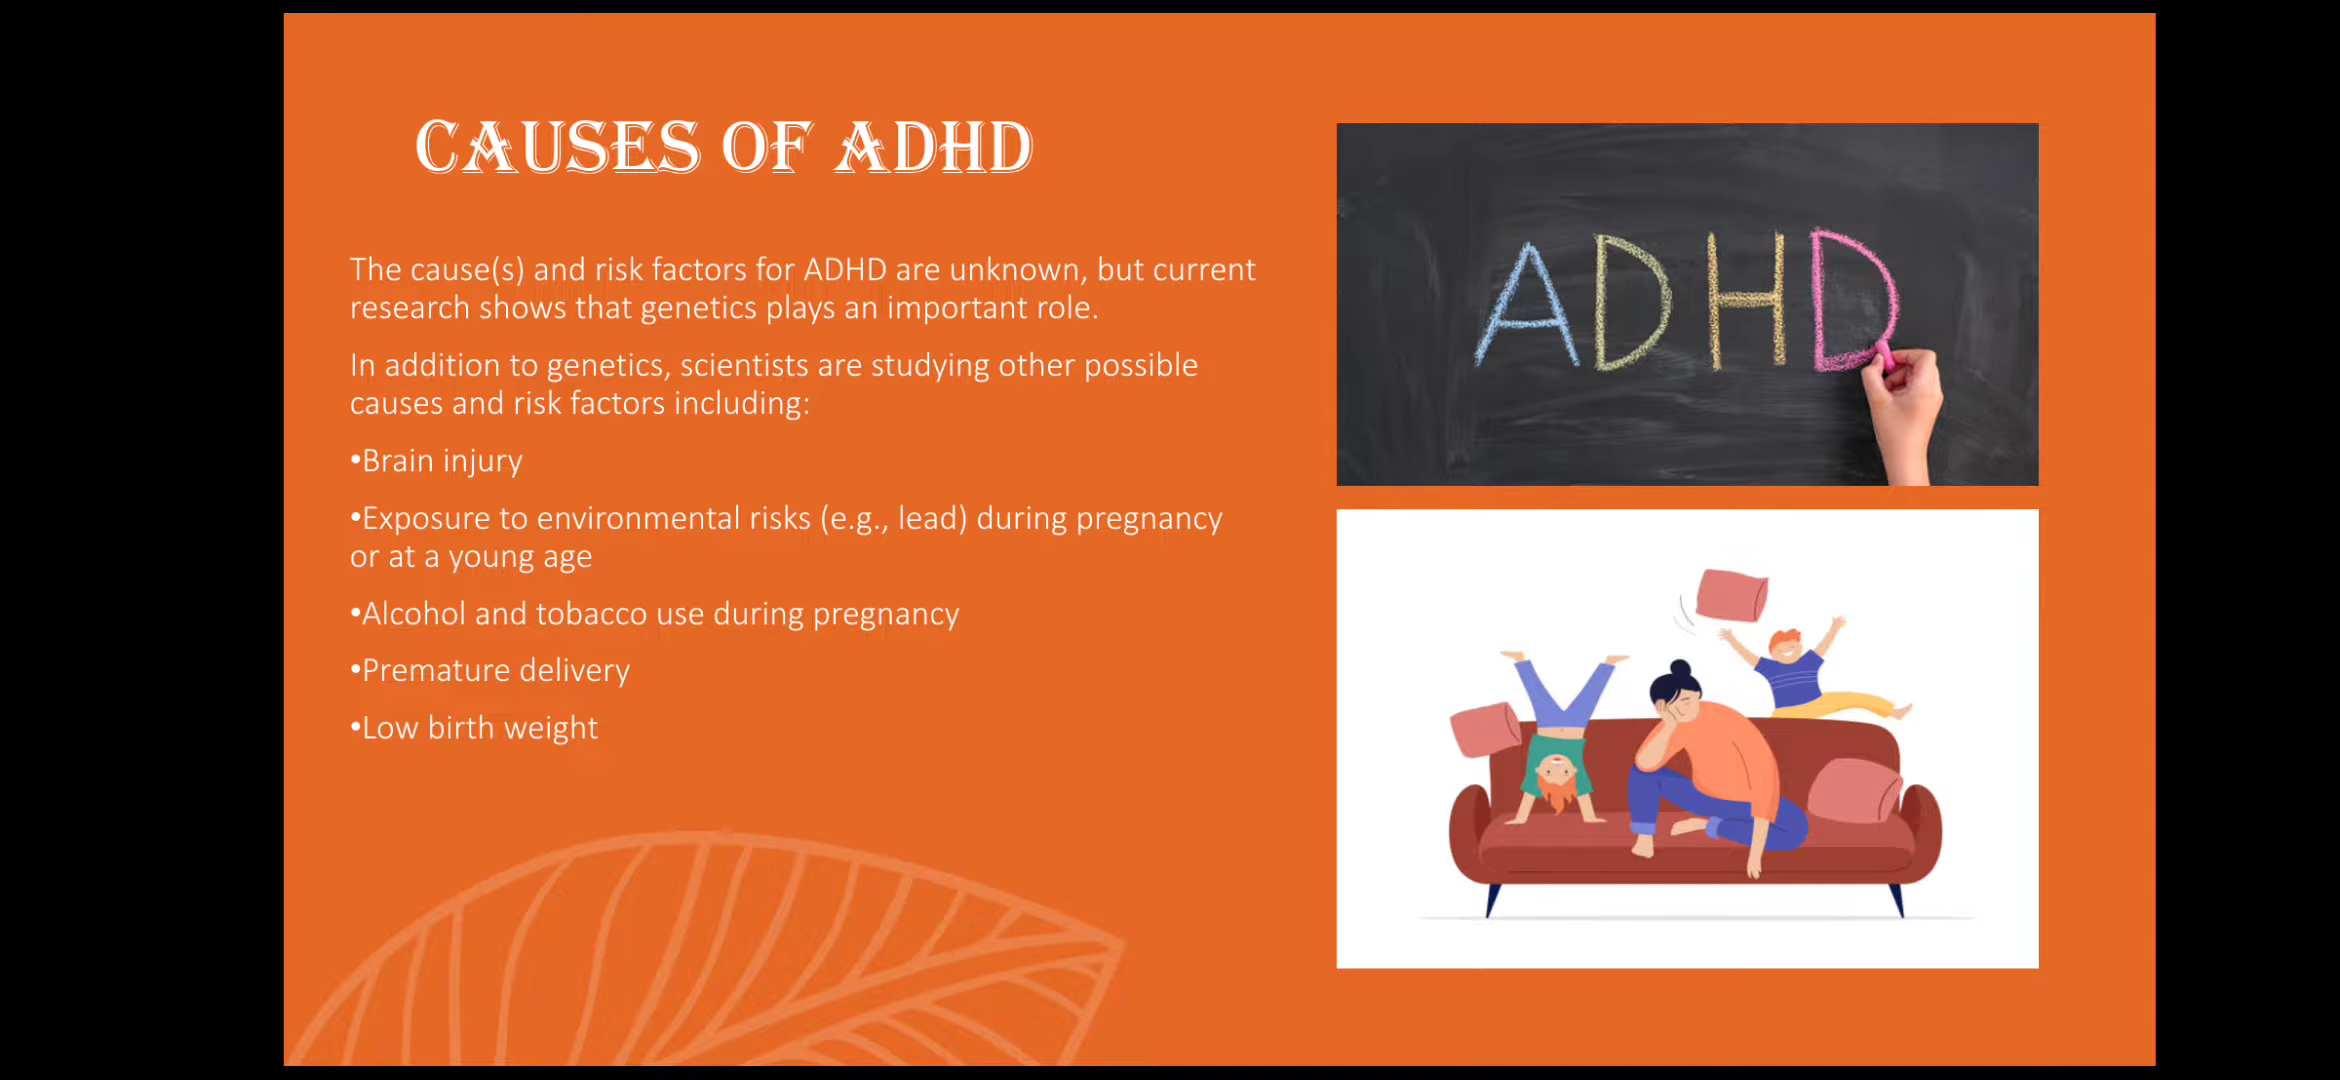 CAUSES OF ADHD
The cause(s) and risk factors for ADHD are unknown, but current
research shows that genetics plays an important role.
In addition to genetics, scientists are studying other possible
causes and risk factors including:
•Brain injury
•Exposure to environmental risks (e.g., lead) during pregnancy
or at a young age
•Alcohol and tobacco use during pregnancy
•Premature delivery
•Low birth weight
ADHD